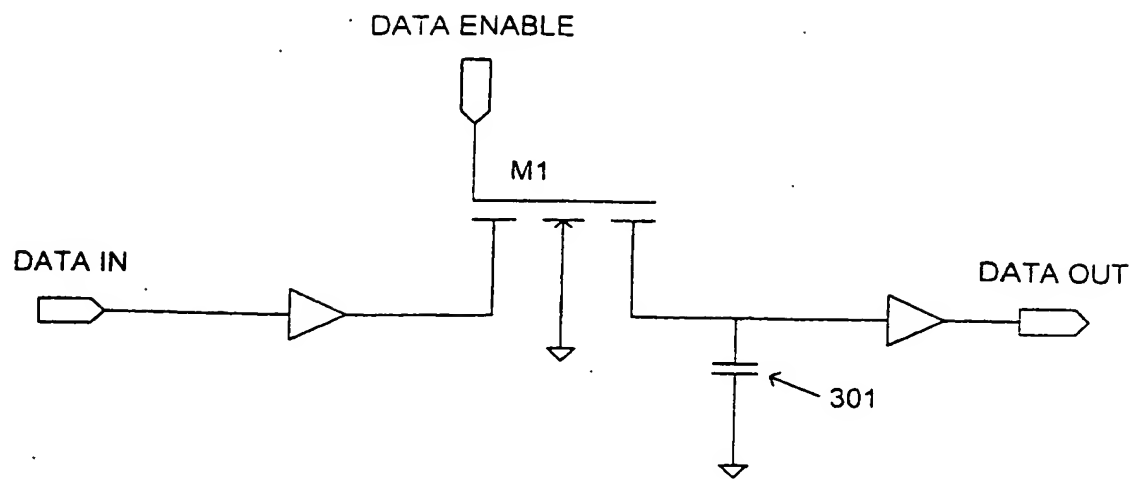 DATA ENABLE
M1
DATA IN
DATA OUT
301